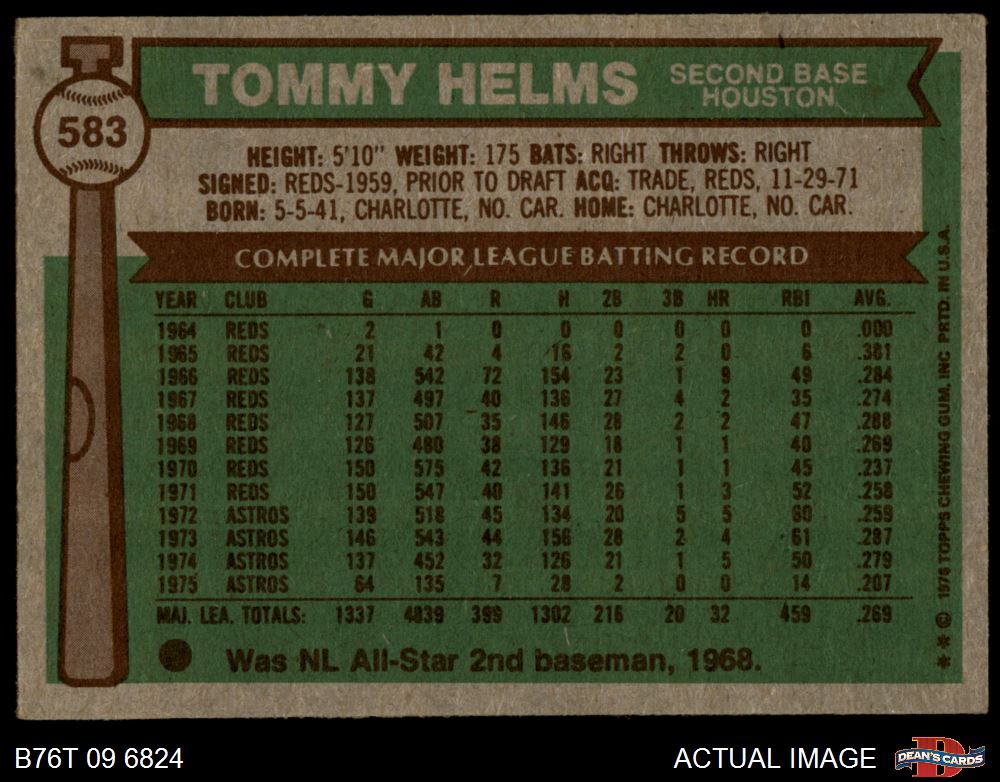 583
TOMMY HELMS
SECOND BASE
HOUSTON
HEIGHT: 5'10" WEIGHT: 175 BATS: RIGHT THROWS: RIGHT
SIGNED: REDS-1959, PRIOR TO DRAFT ACQ: TRADE, REDS, 11-29-71
BORN: 5-5-41, CHARLOTTE, NO. CAR. HOME: CHARLOTTE, NO. CAR.
COMPLETE MAJOR LEAGUE BATTING RECORD
YEAR CLUB G AB R H 2B 3B HR RBI AVG.
1964 REDS 2 1 0 0 0 0 0 0 .000
1965 REDS 21 42 4 16 2 2 0 6 .381
1966 REDS 138 542 72 154 23 1 9 49 .284
1967 REDS 137 497 40 136 27 4 2 35 .274
1968 REDS 127 507 35 146 28 2 2 47 .288
1969 REDS 126 480 38 129 18 1 1 40 .269
1970 REDS 150 575 42 136 21 1 1 45 .237
1971 REDS 150 547 40 141 26 1 3 52 .258
1972 ASTROS 139 518 45 134 20 5 5 60 .259
1973 ASTROS 146 543 44 156 28 2 4 61 .287
1974 ASTROS 137 452 32 126 21 1 5 50 .279
1975 ASTROS 64 135 7 28 2 0 0 14 .207
MAJ. LEA. TOTALS: 1337 4839 399 1302 216 20 32 459 .269
Was NL All-Star 2nd baseman, 1968.
* * © 1976 TOPPS CHEWING GUM, INC PRTD. IN U.S.A.
B76T 09 6824
ACTUAL IMAGE
D
DEAN'S CARDS